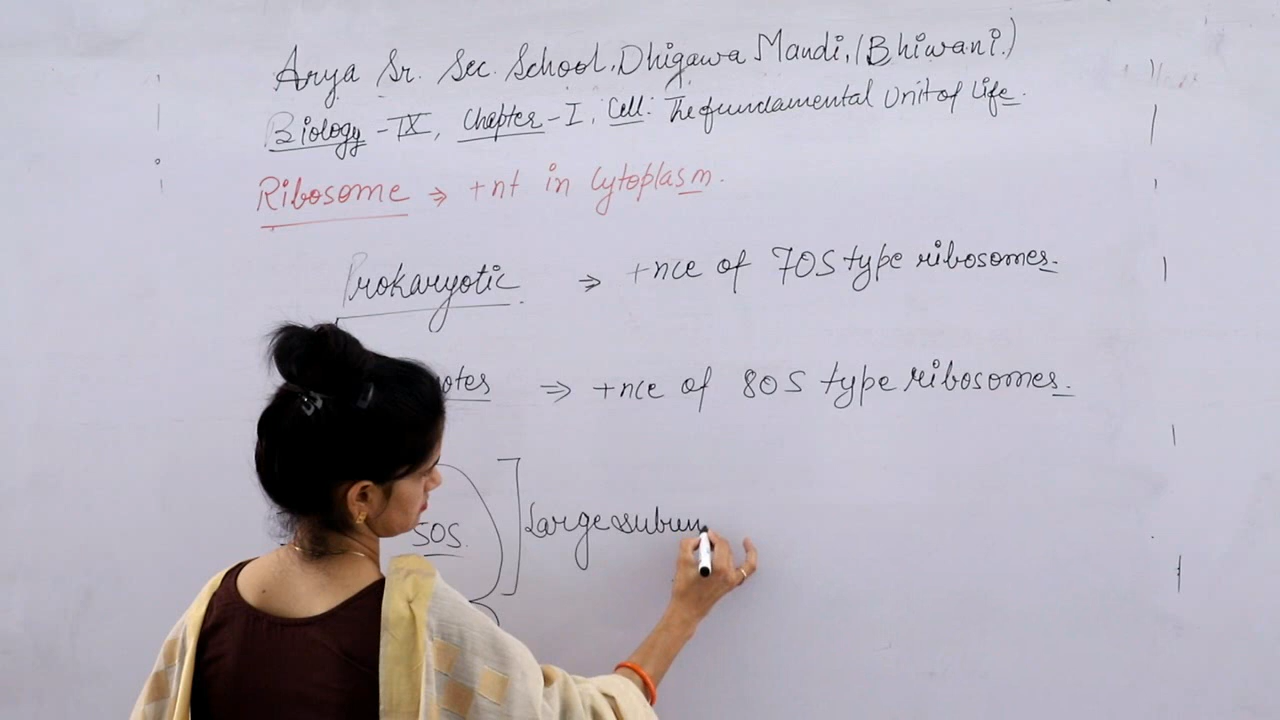 Arya Sr. Sec. School, Dhigawa Mandi, (Bhiwani.)
Biology - IX, Chapter - I, Cell: The fundamental Unit of Life.
Ribosome ⇒ +nt in Cytoplasm.
Prokaryotic ⇒ +nce of 70S type ribosomes.
otes ⇒ +nce of 80S type ribosomes.
50S. Large subun